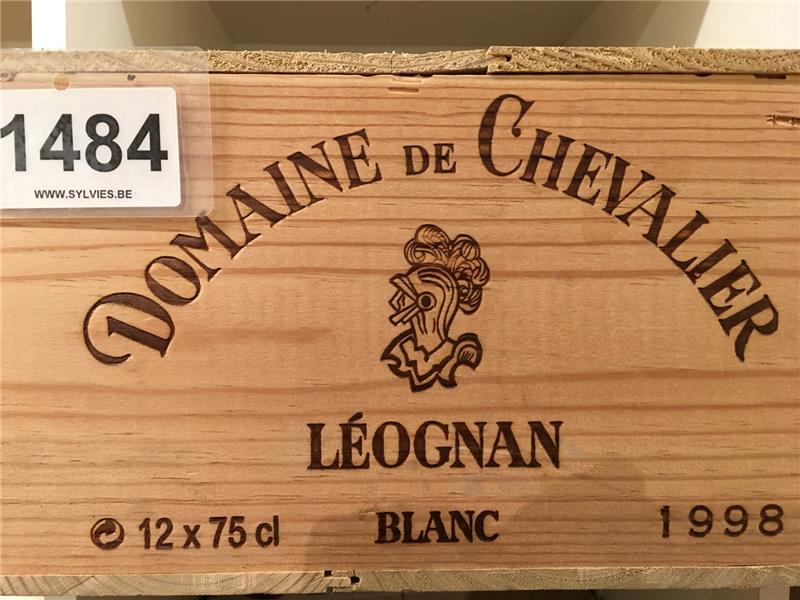 1484
WWW.SYLVIES.BE
DOMAINE DE CHEVALIER
LÉOGNAN
12 x 75 cl
BLANC
1998